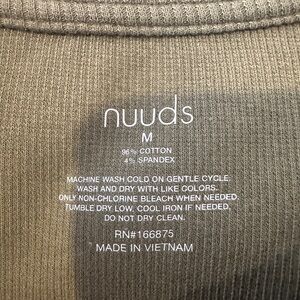 nuuds
M
96% COTTON
4% SPANDEX
MACHINE WASH COLD ON GENTLE CYCLE.
WASH AND DRY WITH LIKE COLORS.
ONLY NON-CHLORINE BLEACH WHEN NEEDED.
TUMBLE DRY LOW. COOL IRON IF NEEDED.
DO NOT DRY CLEAN.
RN#166875
MADE IN VIETNAM